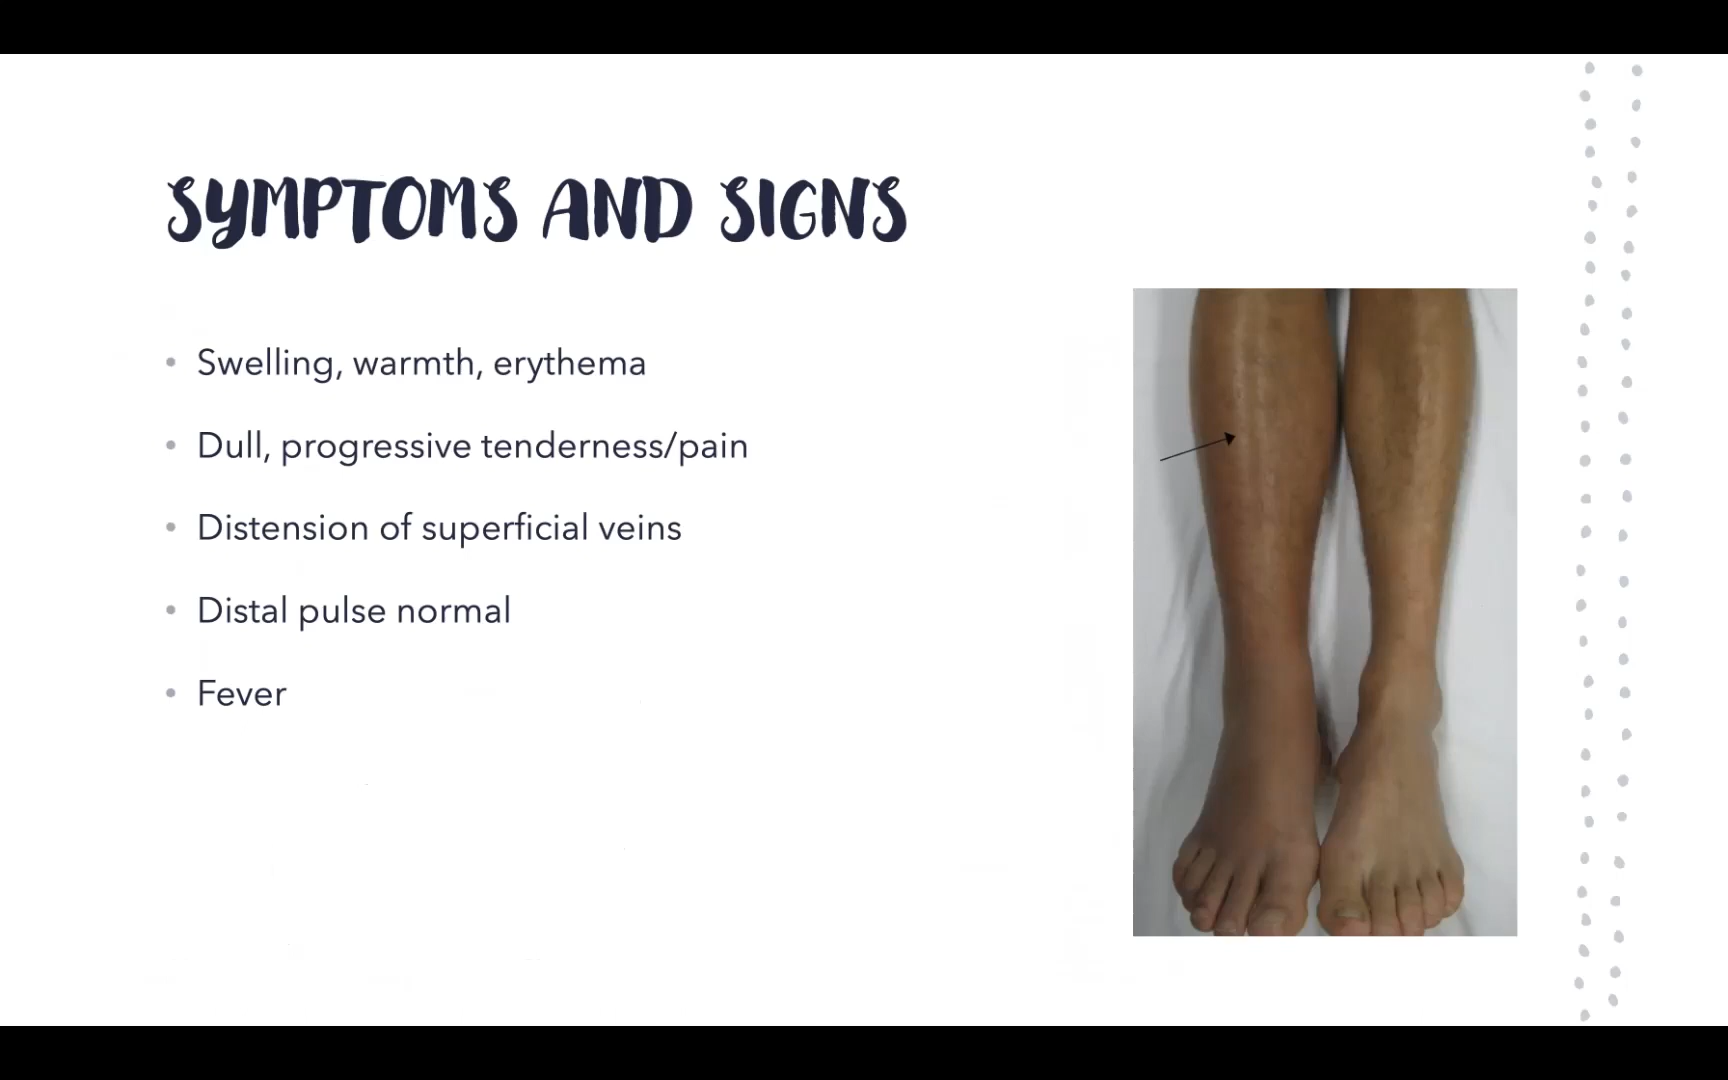 SYMPTOMS AND SIGNS
• Swelling, warmth, erythema
• Dull, progressive tenderness/pain
• Distension of superficial veins
• Distal pulse normal
• Fever